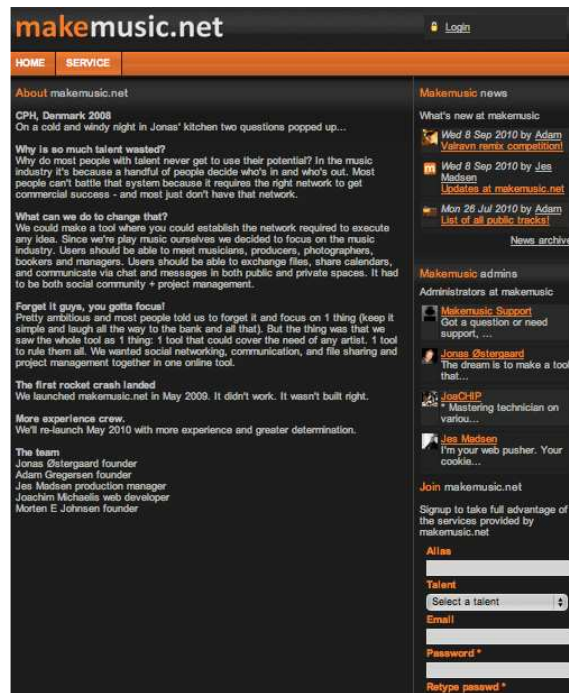 makemusic.net
Login
HOME SERVICE
About makemusic.net
CPH, Denmark 2008
On a cold and windy night in Jonas' kitchen two questions popped up...
Why is so much talent wasted?
Why do most people with talent never get to use their potential? In the music
industry it's because a handful of people decide who's in and who's out. Most
people can't battle that system because it requires the right network to get
commercial success - and most just don't have that network.
What can we do to change that?
We could make a tool where you could establish the network required to execute
any idea. Since we're play music ourselves we decided to focus on the music
industry. Users should be able to meet musicians, producers, photographers,
bookers and managers. Users should be able to exchange files, share calendars,
and communicate via chat and messages in both public and private spaces. It had
to be both social community + project management.
Forget it guys, you gotta focus!
Pretty ambitious and most people told us to forget it and focus on 1 thing (keep it
simple and laugh all the way to the bank and all that). But the thing was that we
saw the whole tool as 1 thing: 1 tool that could cover the need of any artist. 1 tool
to rule them all. We wanted social networking, communication, and file sharing and
project management together in one online tool.
The first rocket crash landed
We launched makemusic.net in May 2009. It didn't work. It wasn't built right.
More experience crew.
We'll re-launch May 2010 with more experience and greater determination.
The team
Jonas Østergaard founder
Adam Gregersen founder
Jes Madsen production manager
Joachim Michaelis web developer
Morten E Johnsen founder
Makemusic news
What's new at makemusic
Wed 8 Sep 2010 by Adam
Valravn remix competition!
m
Wed 8 Sep 2010 by Jes
Madsen
Updates at makemusic.net
Mon 26 Jul 2010 by Adam
List of all public tracks!
News archive
Makemusic admins
Administrators at makemusic
Makemusic Support
Got a question or need
support, ...
Jonas Østergaard
The dream is to make a tool
that...
JoaCHIP
* Mastering technician on
variou...
Jes Madsen
I'm your web pusher. Your
cookie...
Join makemusic.net
Signup to take full advantage of
the services provided by
makemusic.net
Alias
Talent
Select a talent
Email
Password *
Retype passwd *